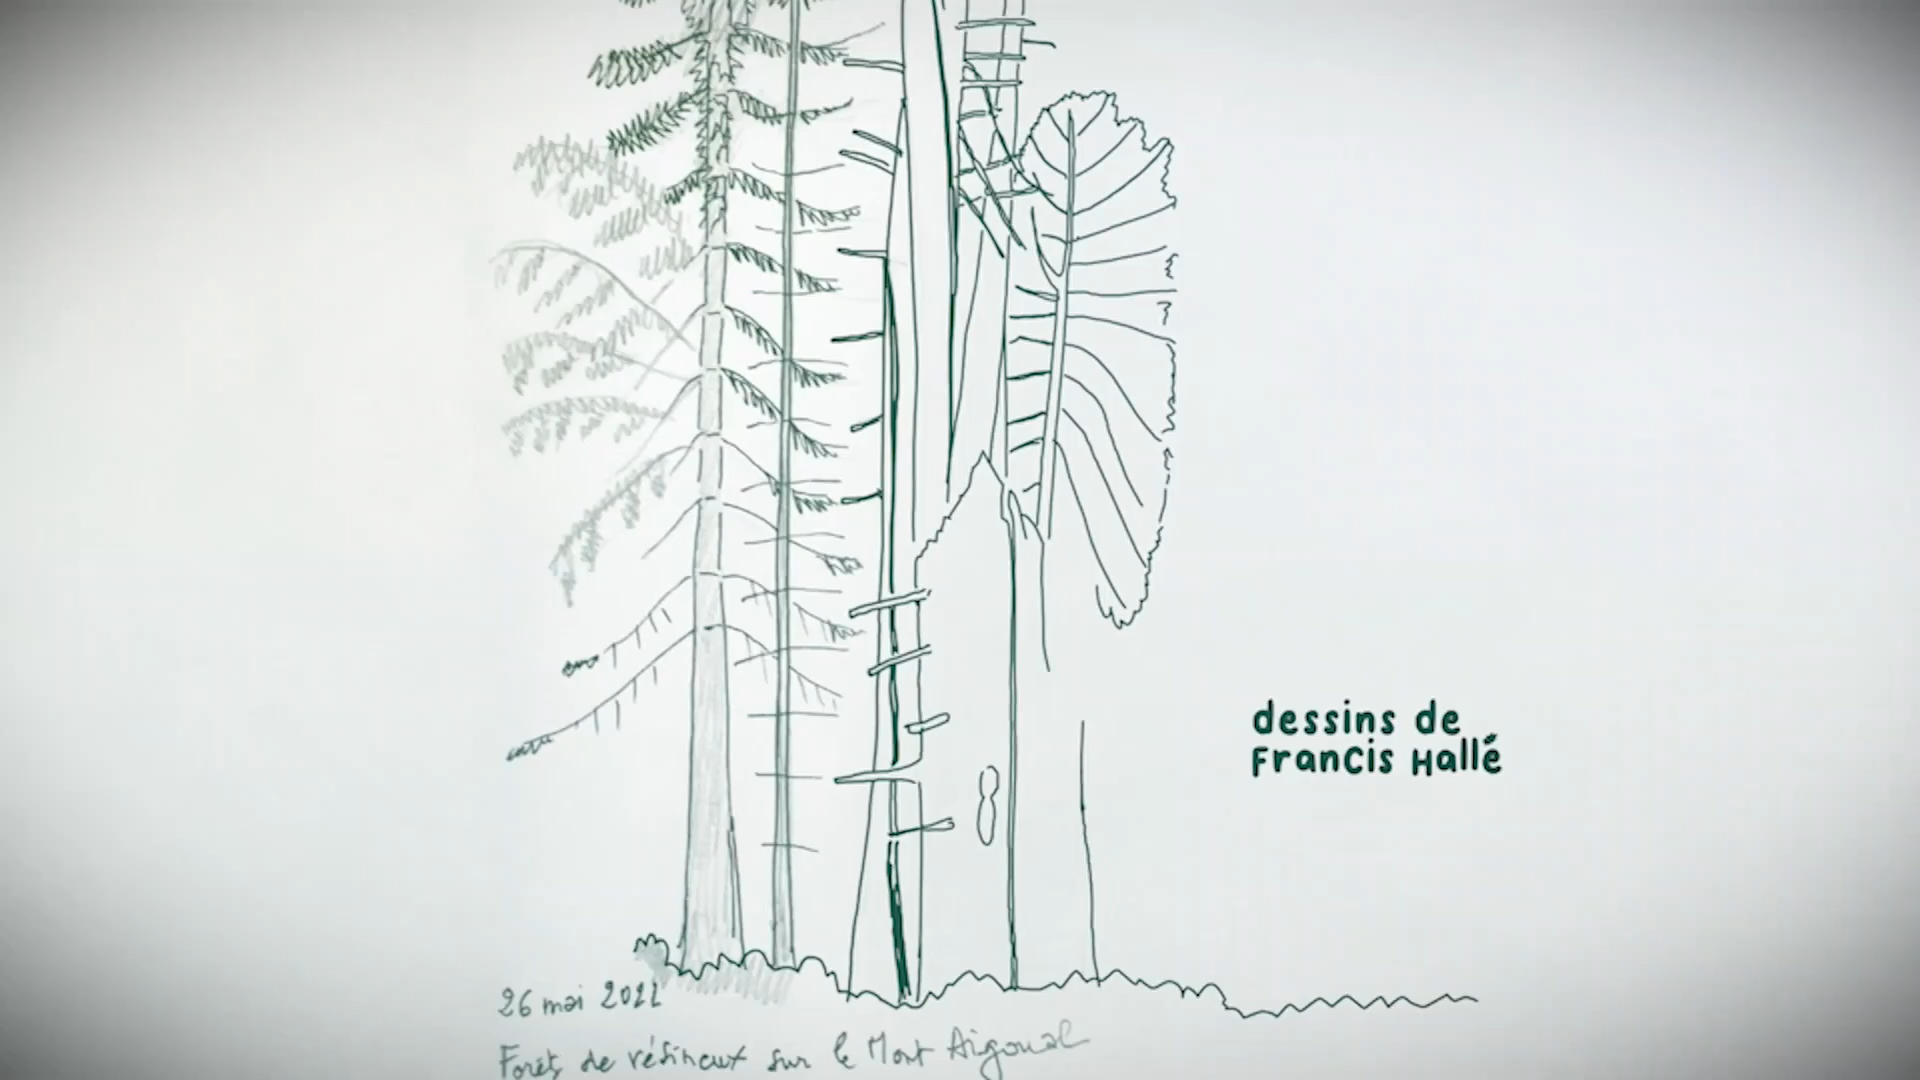 dessins de
Francis Hallé
26 mai 2022
Forêt de résineux sur le Mont Aigoual